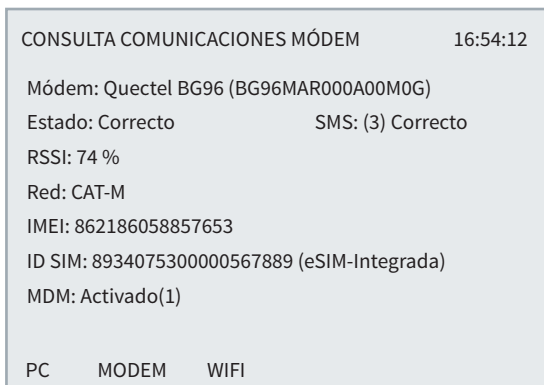 CONSULTA COMUNICACIONES MÓDEM 16:54:12
Módem: Quectel BG96 (BG96MAR000A00M0G)
Estado: Correcto SMS: (3) Correcto
RSSI: 74 %
Red: CAT-M
IMEI: 862186058857653
ID SIM: 8934075300000567889 (eSIM-Integrada)
MDM: Activado(1)
PC MODEM WIFI